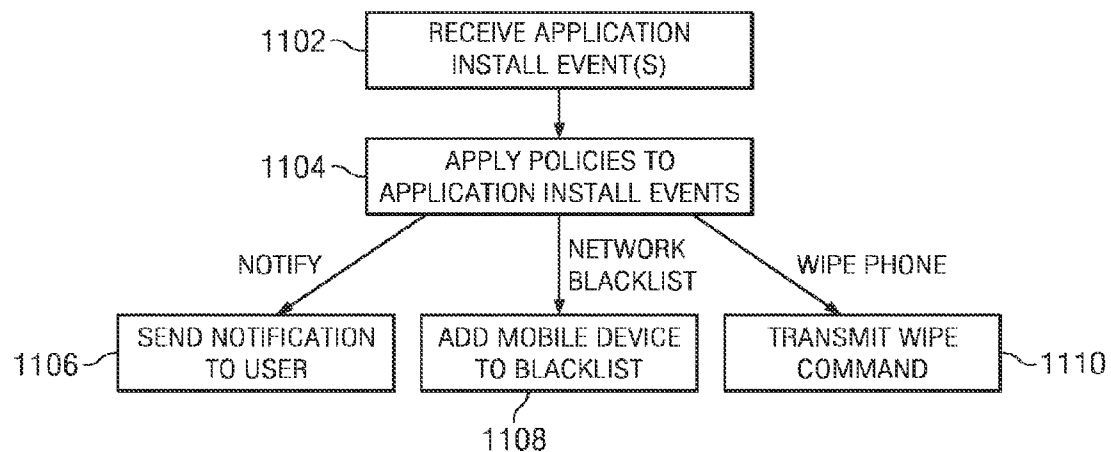 1102
RECEIVE APPLICATION
INSTALL EVENT(S)
1104
APPLY POLICIES TO
APPLICATION INSTALL EVENTS
NOTIFY
NETWORK
BLACKLIST
WIPE PHONE
1106
SEND NOTIFICATION
TO USER
ADD MOBILE DEVICE
TO BLACKLIST
TRANSMIT WIPE
COMMAND
1110
1108